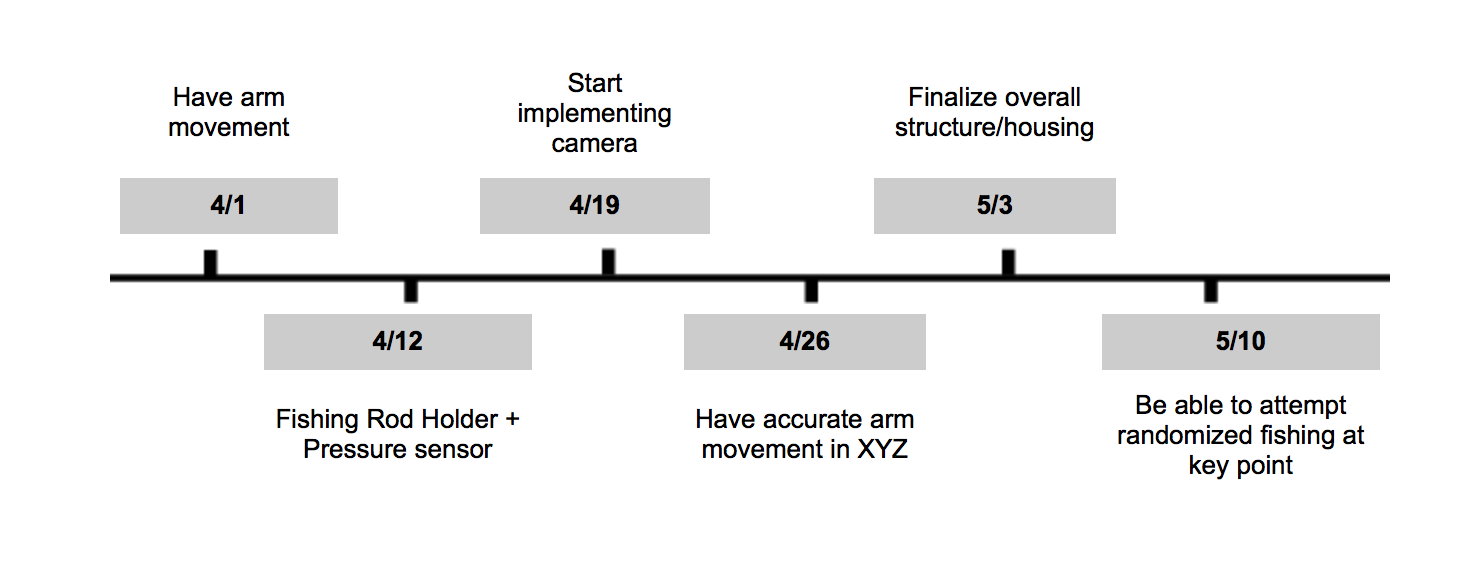 Have arm
movement
4/1
Start
implementing
camera
4/19
Finalize overall
structure/housing
5/3
4/12
Fishing Rod Holder +
Pressure sensor
4/26
Have accurate arm
movement in XYZ
5/10
Be able to attempt
randomized fishing at
key point